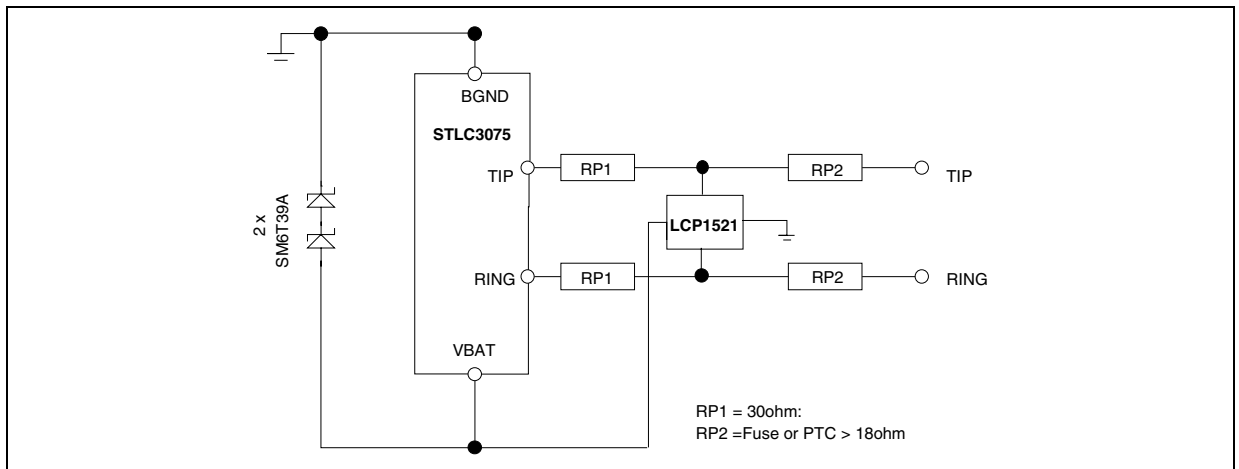 BGND
STLC3075
TIP
RP1
RP2
TIP
2 x
SM6T39A
LCP1521
RING
RP1
RP2
RING
VBAT
RP1 = 30ohm:
RP2 =Fuse or PTC > 18ohm